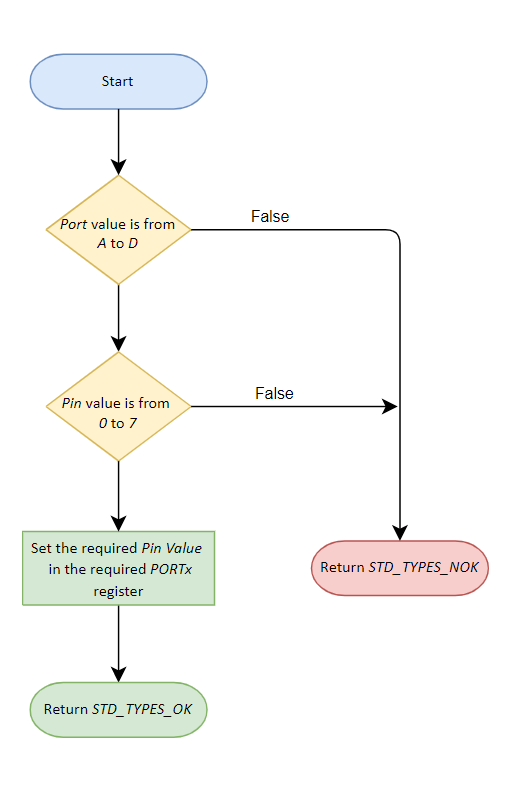 Start
Port value is from
A to D
False
Pin value is from
0 to 7
False
Set the required Pin Value
in the required PORTx
register
Return STD_TYPES_NOK
Return STD_TYPES_OK